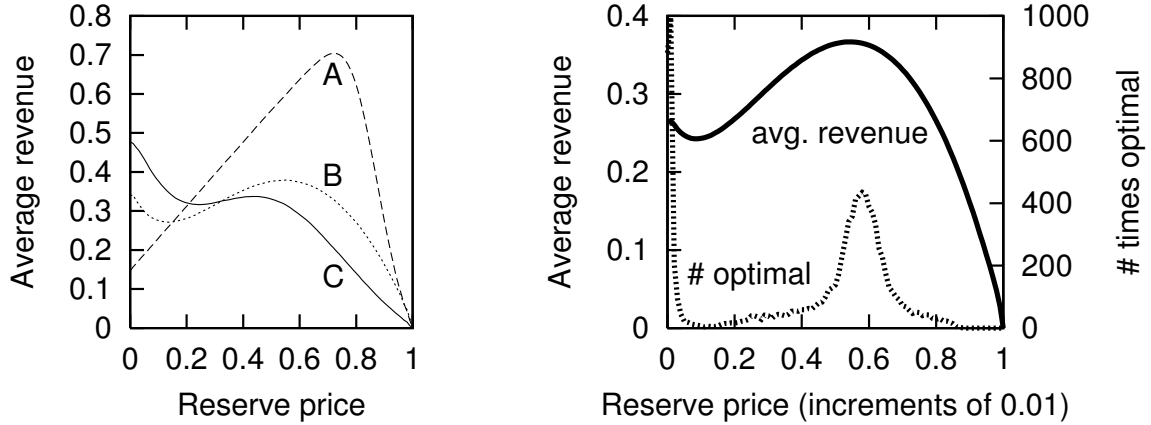 Average revenue
0.8
0.7
0.6
0.5
0.4
0.3
0.2
0.1
0
A
B
C
0 0.2 0.4 0.6 0.8 1
Reserve price
Average revenue
0.4
0.3
0.2
0.1
0
avg. revenue
# optimal
1000
800
600
400
200
0
# times optimal
0 0.2 0.4 0.6 0.8 1
Reserve price (increments of 0.01)